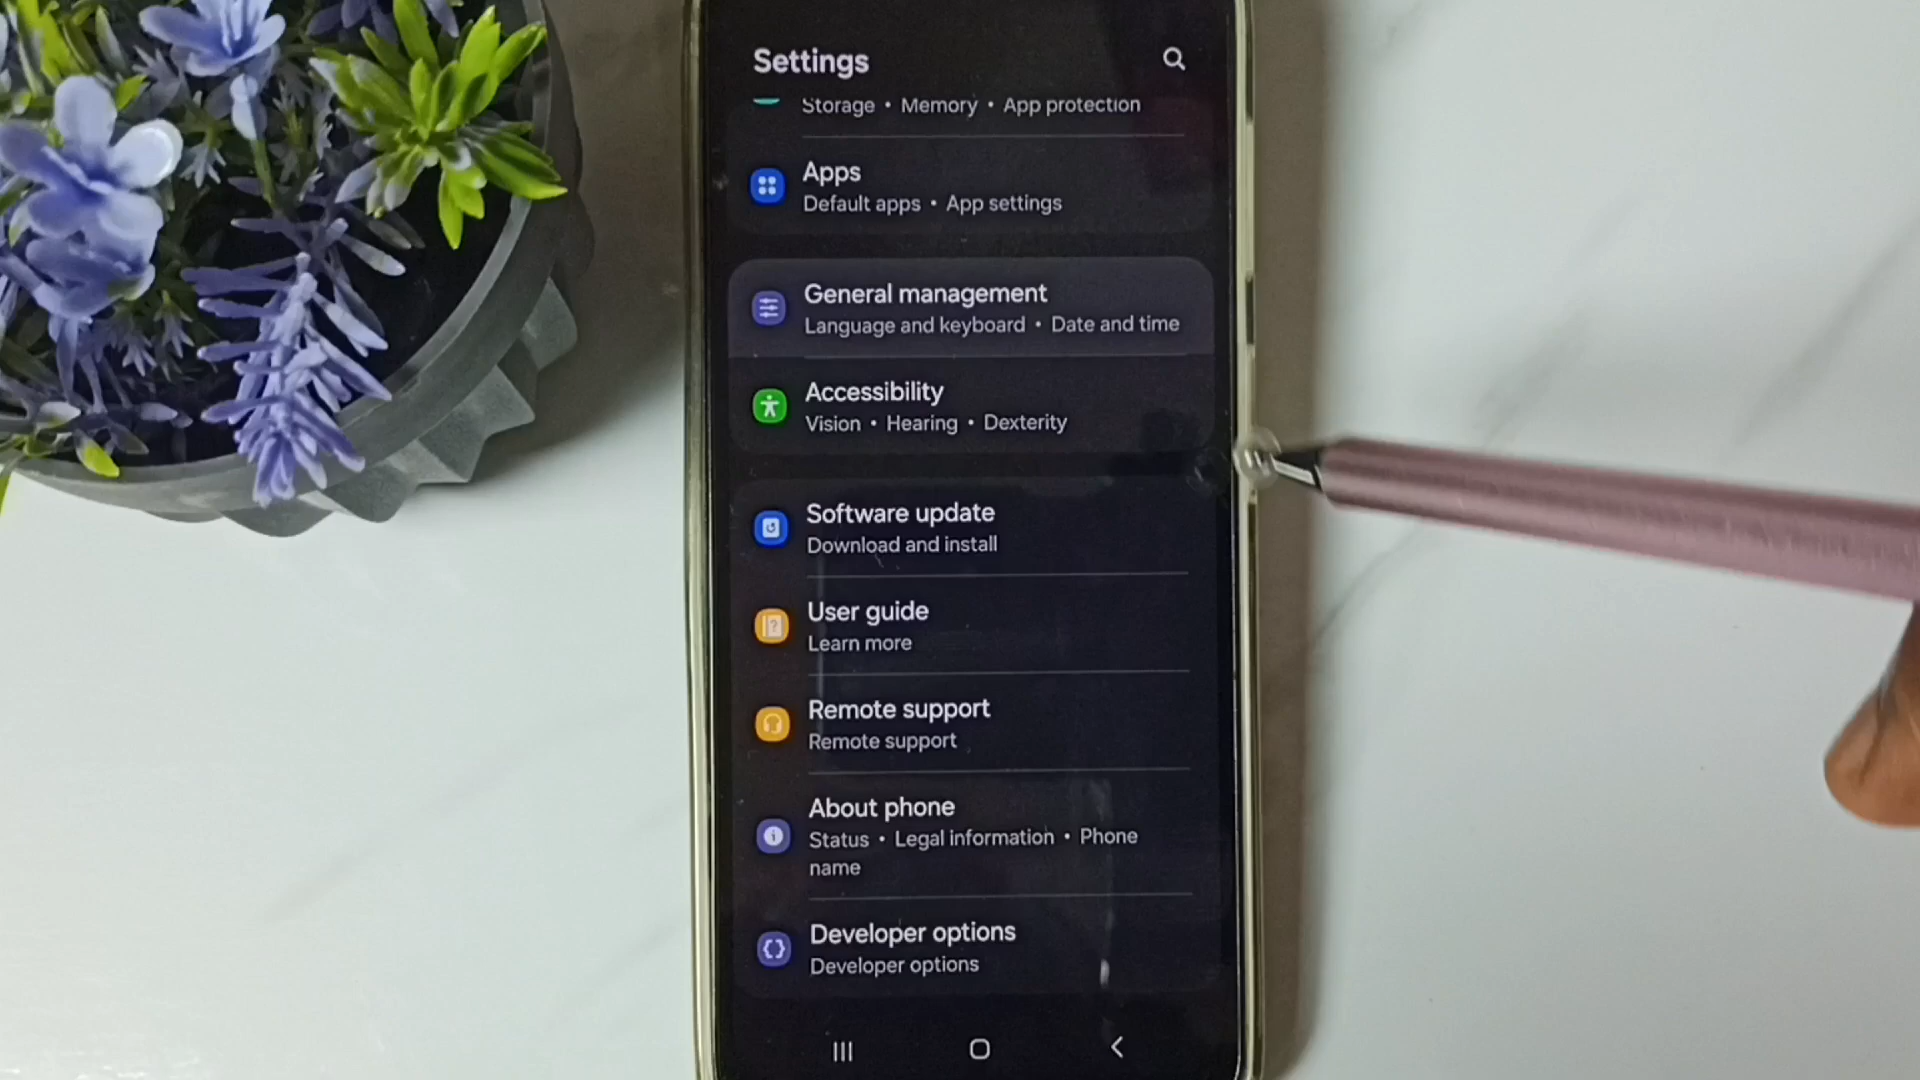 Settings
Storage • Memory • App protection
Apps
Default apps • App settings
General management
Language and keyboard • Date and time
Accessibility
Vision • Hearing • Dexterity
Software update
Download and install
User guide
Learn more
Remote support
Remote support
About phone
Status • Legal information • Phone
name
Developer options
Developer options